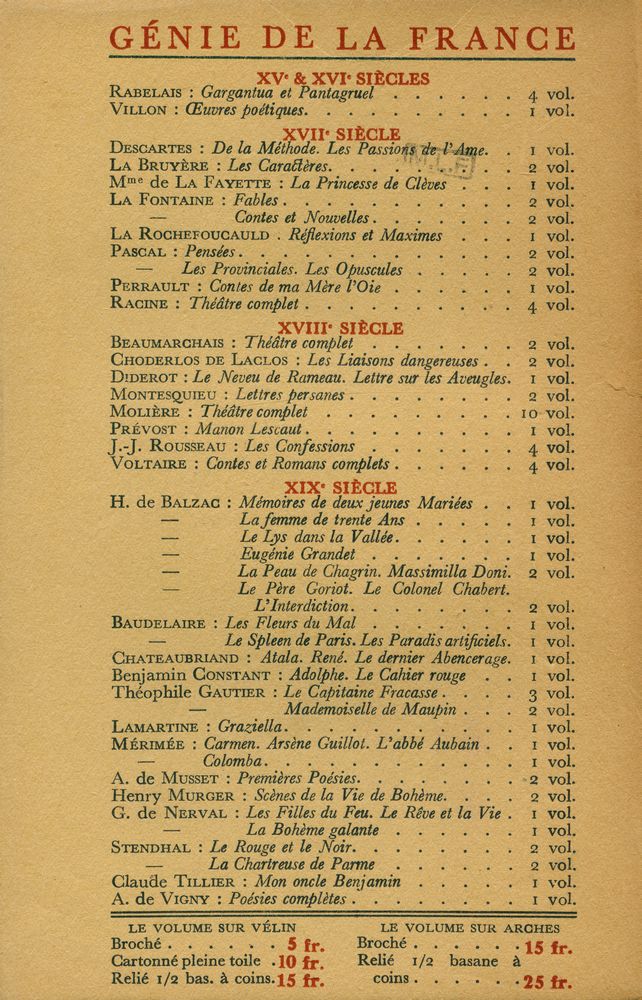 GÉNIE DE LA FRANCE
XVe & XVIe SIÈCLES
RABELAIS : Gargantua et Pantagruel . . . . . . 4 vol.
VILLON : Œuvres poétiques. . . . . . . . . 1 vol.
XVIIe SIÈCLE
DESCARTES : De la Méthode. Les Passions de l'Ame. . 1 vol.
LA BRUYÈRE : Les Caractères. . . . . . . . . 2 vol.
Mme de LA FAYETTE : La Princesse de Clèves . . . 1 vol.
LA FONTAINE : Fables . . . . . . . . . . . 2 vol.
— Contes et Nouvelles . . . . . . . 2 vol.
LA ROCHEFOUCAULD . Réflexions et Maximes . . . 1 vol.
PASCAL : Pensées . . . . . . . . . . . . . 2 vol.
— Les Provinciales. Les Opuscules . . . . . 2 vol.
PERRAULT : Contes de ma Mère l'Oie . . . . . . 1 vol.
RACINE : Théâtre complet . . . . . . . . . . 4 vol.
XVIIIe SIÈCLE
BEAUMARCHAIS : Théâtre complet . . . . . . . 2 vol.
CHODERLOS DE LACLOS : Les Liaisons dangereuses . . 2 vol.
DIDEROT : Le Neveu de Rameau. Lettre sur les Aveugles. 1 vol.
MONTESQUIEU : Lettres persanes . . . . . . . . 2 vol.
MOLIÈRE : Théâtre complet . . . . . . . . . 10 vol.
PRÉVOST : Manon Lescaut . . . . . . . . . . 1 vol.
J.-J. ROUSSEAU : Les Confessions . . . . . . . 4 vol.
VOLTAIRE : Contes et Romans complets . . . . . . 4 vol.
XIXe SIÈCLE
H. de BALZAC : Mémoires de deux jeunes Mariées . . 1 vol.
— La femme de trente Ans . . . . . 1 vol.
— Le Lys dans la Vallée. . . . . . 1 vol.
— Eugénie Grandet . . . . . . . 1 vol.
— La Peau de Chagrin. Massimilla Doni. 2 vol.
— Le Père Goriot. Le Colonel Chabert.
L'Interdiction. . . . . . . . 2 vol.
BAUDELAIRE : Les Fleurs du Mal . . . . . . . 1 vol.
— Le Spleen de Paris. Les Paradis artificiels. 1 vol.
CHATEAUBRIAND : Atala. René. Le dernier Abencerage. 1 vol.
Benjamin CONSTANT : Adolphe. Le Cahier rouge . . 1 vol.
Théophile GAUTIER : Le Capitaine Fracasse . . . . 3 vol.
— Mademoiselle de Maupin . . . 2 vol.
LAMARTINE : Graziella. . . . . . . . . . . 1 vol.
MÉRIMÉE : Carmen. Arsène Guillot. L'abbé Aubain . . 1 vol.
— Colomba. . . . . . . . . . . . 1 vol.
A. de MUSSET : Premières Poésies. . . . . . . . 2 vol.
Henry MURGER : Scènes de la Vie de Bohème. . . . 2 vol.
G. de NERVAL : Les Filles du Feu. Le Rêve et la Vie . 1 vol.
— La Bohème galante . . . . . . 1 vol.
STENDHAL : Le Rouge et le Noir. . . . . . . . 2 vol.
— La Chartreuse de Parme . . . . . . 2 vol.
Claude TILLIER : Mon oncle Benjamin . . . . . 1 vol.
A. de VIGNY : Poésies complètes . . . . . . . . 1 vol.
LE VOLUME SUR VÉLIN
Broché . . . . . . 5 fr.
Cartonné pleine toile . 10 fr.
Relié 1/2 bas. à coins. 15 fr.
LE VOLUME SUR ARCHES
Broché . . . . . . 15 fr.
Relié 1/2 basane à
coins . . . . . . 25 fr.